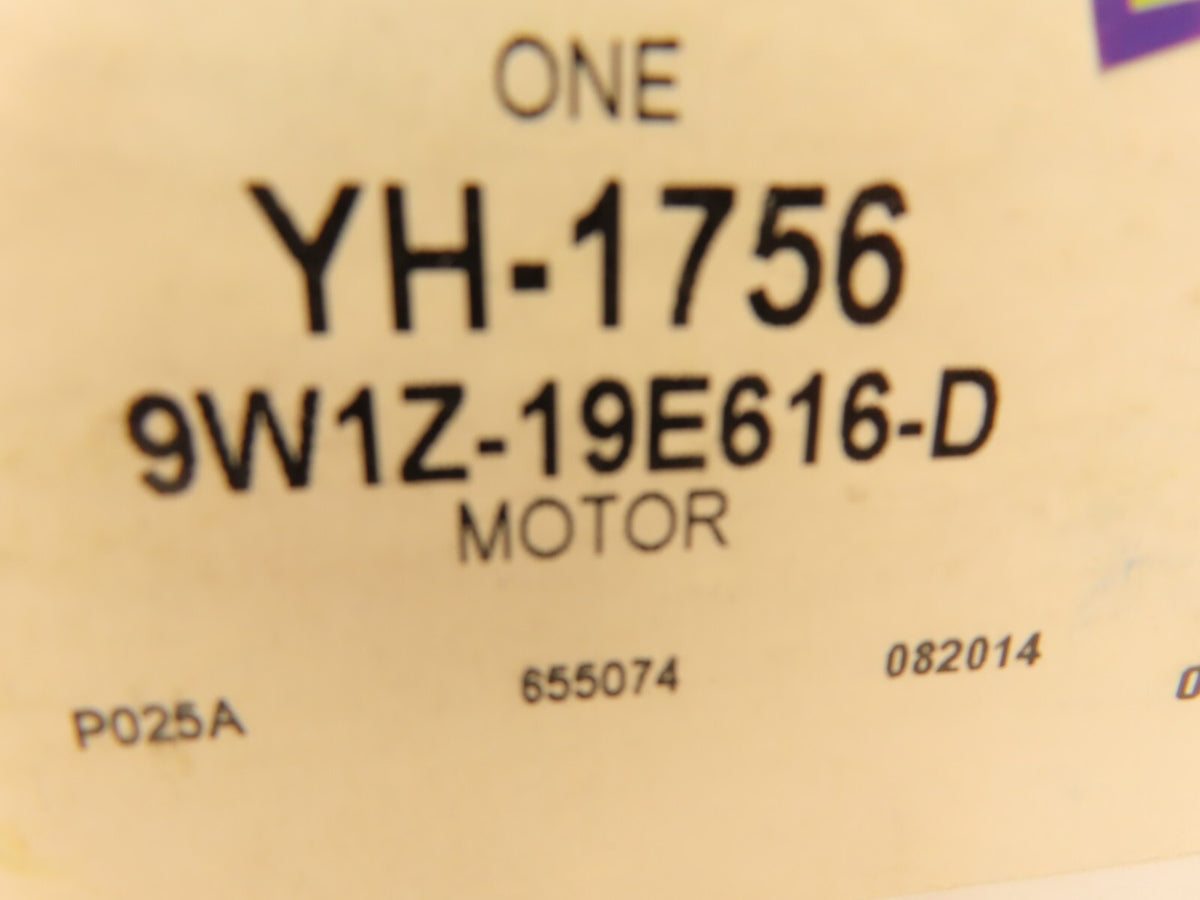 ONE
YH-1756
9W1Z-19E616-D
MOTOR
P025A 655074 082014